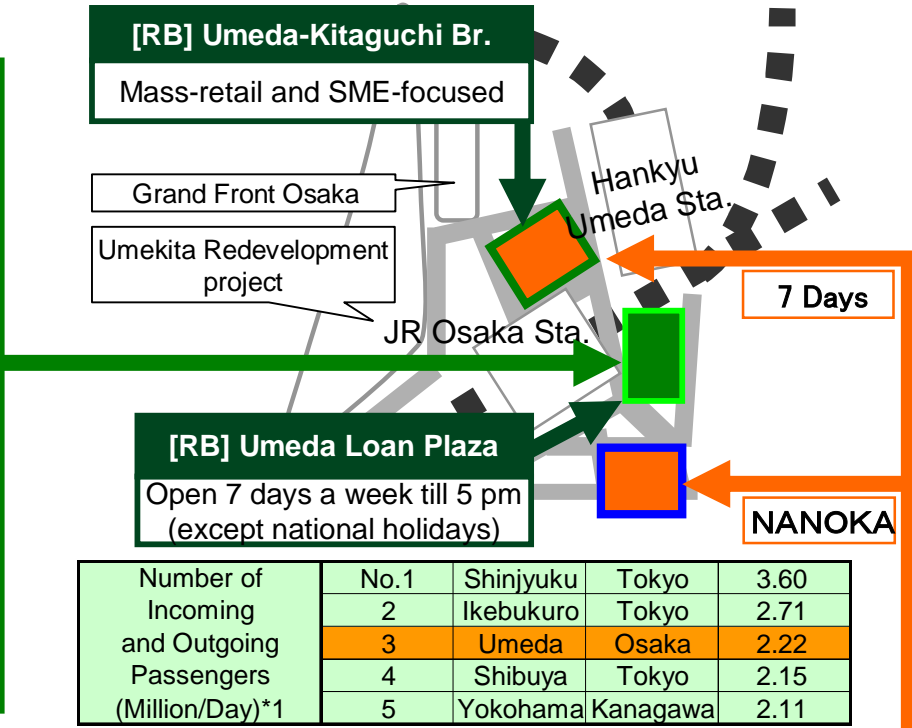 [RB] Umeda-Kitaguchi Br.
Mass-retail and SME-focused
Hankyu
Umeda Sta.
Grand Front Osaka
Umekita Redevelopment
project
7 Days
JR Osaka Sta.
[RB] Umeda Loan Plaza
Open 7 days a week till 5 pm
(except national holidays)
NANOKA
Number of
Incoming
and Outgoing
Passengers
(Million/Day)*1
No.1 Shinjyuku Tokyo 3.60
2 Ikebukuro Tokyo 2.71
3 Umeda Osaka 2.22
4 Shibuya Tokyo 2.15
5 Yokohama Kanagawa 2.11